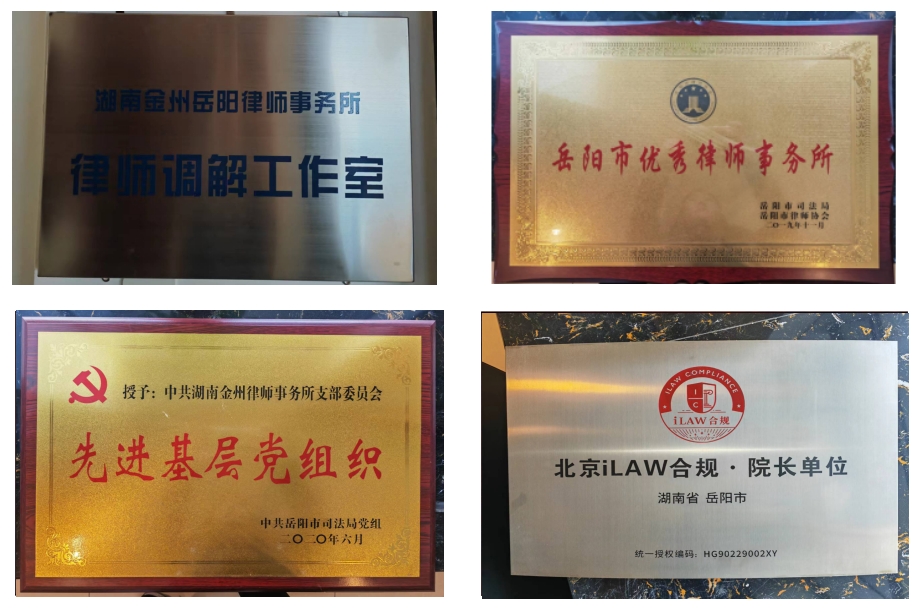 湖南金州岳阳律师事务所
律师调解工作室
岳阳市优秀律师事务所
岳阳市司法局
岳阳市律师协会
二〇一九年十一月
授予：中共湖南金州律师事务所支部委员会
先进基层党组织
中共岳阳市司法局党组
二〇二〇年六月
iLAW COMPLIANCE
I C
iLAW合规
北京iLAW合规·院长单位
湖南省 岳阳市
统一授权编码：HG90229002XY